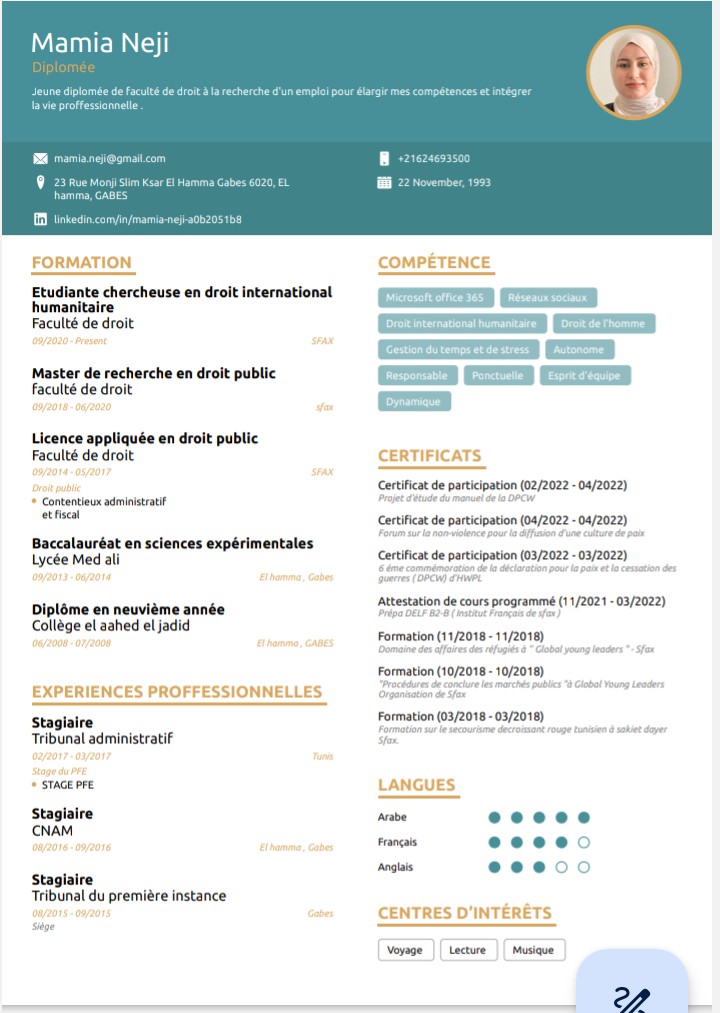 Mamia Neji
Diplomée
Jeune diplomée de faculté de droit à la recherche d'un emploi pour élargir mes compétences et intégrer
la vie proffessionnelle .
mamia.neji@gmail.com
+21624693500
23 Rue Monji Slim Ksar El Hamma Gabes 6020, EL
hamma, GABES
22 November, 1993
linkedin.com/in/mamia-neji-a0b2051b8
FORMATION
Etudiante chercheuse en droit international
humanitaire
Faculté de droit
09/2020 - Present SFAX
Master de recherche en droit public
faculté de droit
09/2018 - 06/2020 sfax
Licence appliquée en droit public
Faculté de droit
09/2014 - 05/2017 SFAX
Droit public
Contentieux administratif
et fiscal
Baccalauréat en sciences expérimentales
Lycée Med ali
09/2013 - 06/2014 El hamma , Gabes
Diplôme en neuvième année
Collège el aahed el jadid
06/2008 - 07/2008 El hamma , GABES
EXPERIENCES PROFFESSIONNELLES
Stagiaire
Tribunal administratif
02/2017 - 03/2017 Tunis
Stage du PFE
STAGE PFE
Stagiaire
CNAM
08/2016 - 09/2016 El hamma , Gabes
Stagiaire
Tribunal du première instance
08/2015 - 09/2015 Gabes
Siége
COMPÉTENCE
Microsoft office 365 Réseaux sociaux
Droit international humanitaire Droit de l'homme
Gestion du temps et de stress Autonome
Responsable Ponctuelle Esprit d'équipe
Dynamique
CERTIFICATS
Certificat de participation (02/2022 - 04/2022)
Projet d'étude du manuel de la DPCW
Certificat de participation (04/2022 - 04/2022)
Forum sur la non-violence pour la diffusion d'une culture de paix
Certificat de participation (03/2022 - 03/2022)
6 éme commémoration de la déclaration pour la paix et la cessation des
guerres ( DPCW) d'HWPL
Attestation de cours programmé (11/2021 - 03/2022)
Prépa DELF B2-B ( Institut Français de sfax )
Formation (11/2018 - 11/2018)
Domaine des affaires des réfugiés à " Global young leaders " - Sfax
Formation (10/2018 - 10/2018)
"Procédures de conclure les marchés publics "à Global Young Leaders
Organisation de Sfax
Formation (03/2018 - 03/2018)
Formation sur le secourisme decroissant rouge tunisien à sakiet dayer
Sfax.
LANGUES
Arabe
Français
Anglais
CENTRES D'INTÉRÊTS
Voyage Lecture Musique